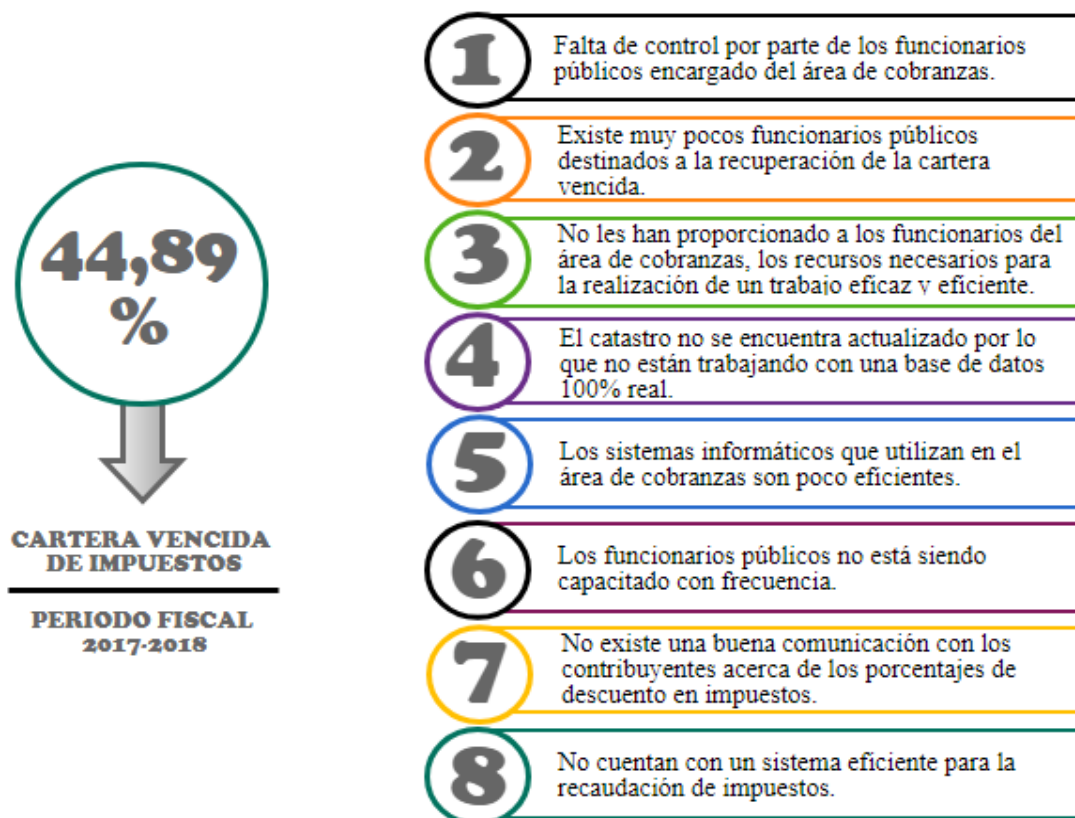 44,89
%
CARTERA VENCIDA
DE IMPUESTOS
PERIODO FISCAL
2017-2018
1
Falta de control por parte de los funcionarios
públicos encargado del área de cobranzas.
2
Existe muy pocos funcionarios públicos
destinados a la recuperación de la cartera
vencida.
3
No les han proporcionado a los funcionarios del
área de cobranzas, los recursos necesarios para
la realización de un trabajo eficaz y eficiente.
4
El catastro no se encuentra actualizado por lo
que no están trabajando con una base de datos
100% real.
5
Los sistemas informáticos que utilizan en el
área de cobranzas son poco eficientes.
6
Los funcionarios públicos no está siendo
capacitado con frecuencia.
7
No existe una buena comunicación con los
contribuyentes acerca de los porcentajes de
descuento en impuestos.
8
No cuentan con un sistema eficiente para la
recaudación de impuestos.